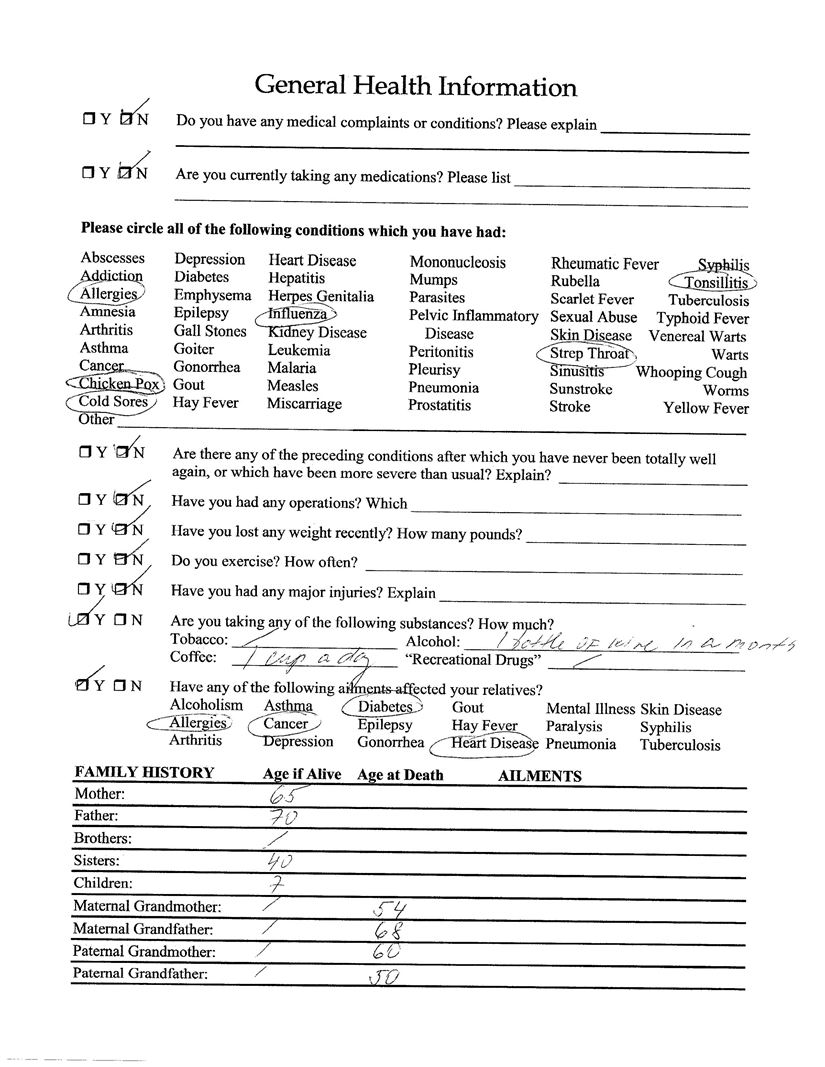 General Health Information
☐ Y ☑ N Do you have any medical complaints or conditions? Please explain
☐ Y ☑ N Are you currently taking any medications? Please list
Please circle all of the following conditions which you have had:
Abscesses Depression Heart Disease Mononucleosis Rheumatic Fever Syphilis
Addiction Diabetes Hepatitis Mumps Rubella Tonsillitis
Allergies Emphysema Herpes Genitalia Parasites Scarlet Fever Tuberculosis
Amnesia Epilepsy Influenza Pelvic Inflammatory Sexual Abuse Typhoid Fever
Arthritis Gall Stones Kidney Disease Disease Skin Disease Venereal Warts
Asthma Goiter Leukemia Peritonitis Strep Throat Warts
Cancer Gonorrhea Malaria Pleurisy Sinusitis Whooping Cough
Chicken Pox Gout Measles Pneumonia Sunstroke Worms
Cold Sores Hay Fever Miscarriage Prostatitis Stroke Yellow Fever
Other
☐ Y ☑ N Are there any of the preceding conditions after which you have never been totally well
again, or which have been more severe than usual? Explain?
☐ Y ☑ N Have you had any operations? Which
☐ Y ☑ N Have you lost any weight recently? How many pounds?
☐ Y ☑ N Do you exercise? How often?
☐ Y ☑ N Have you had any major injuries? Explain
☑ Y ☐ N Are you taking any of the following substances? How much?
Tobacco: / Alcohol: 1 bottle of wine in a month
Coffee: 1 cup a day "Recreational Drugs" /
☑ Y ☐ N Have any of the following ailments affected your relatives?
Alcoholism Asthma Diabetes Gout Mental Illness Skin Disease
Allergies Cancer Epilepsy Hay Fever Paralysis Syphilis
Arthritis Depression Gonorrhea Heart Disease Pneumonia Tuberculosis
FAMILY HISTORY Age if Alive Age at Death AILMENTS
Mother: 65
Father: 70
Brothers: /
Sisters: 40
Children: 7
Maternal Grandmother: / 54
Maternal Grandfather: / 68
Paternal Grandmother: / 60
Paternal Grandfather: / 50